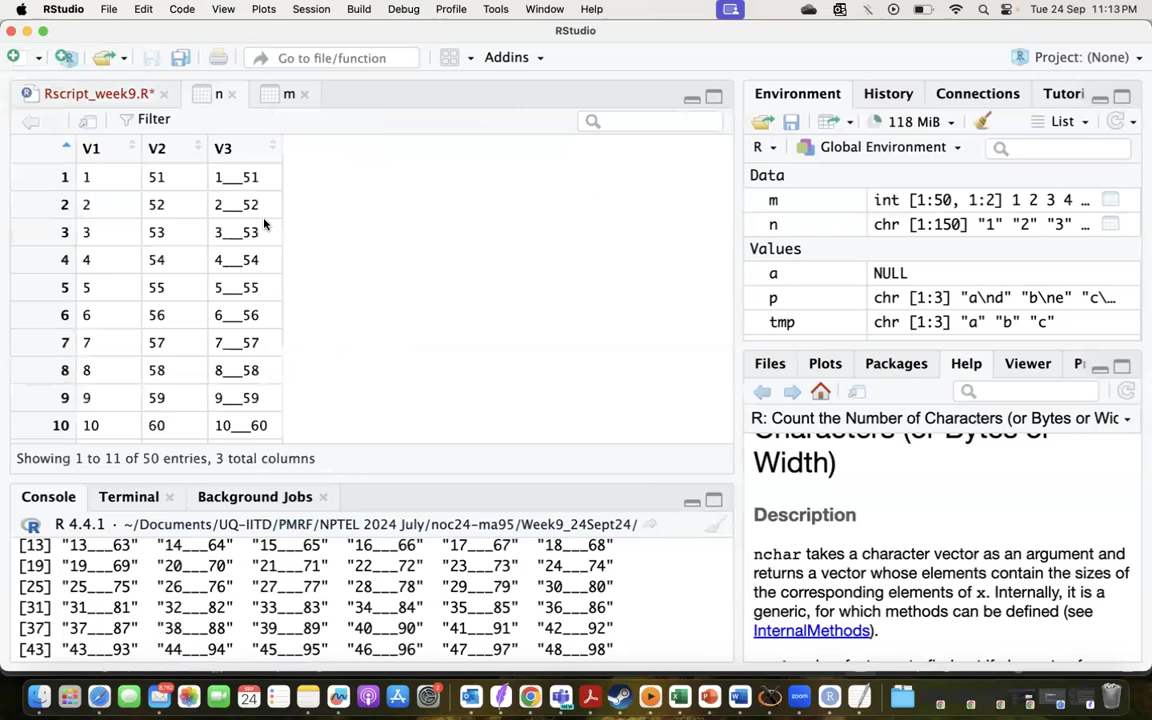 RStudio File Edit Code View Plots Session Build Debug Profile Tools Window Help Tue 24 Sep 11:13 PM
RStudio
Go to file/function Addins Project: (None)
Rscript_week9.R* n m
Filter
V1 V2 V3
1 1 51 1___51
2 2 52 2___52
3 3 53 3___53
4 4 54 4___54
5 5 55 5___55
6 6 56 6___56
7 7 57 7___57
8 8 58 8___58
9 9 59 9___59
10 10 60 10___60
Showing 1 to 11 of 50 entries, 3 total columns
Console Terminal Background Jobs
R 4.4.1 · ~/Documents/UQ-IITD/PMRF/NPTEL 2024 July/noc24-ma95/Week9_24Sept24/
[13] "13___63" "14___64" "15___65" "16___66" "17___67" "18___68"
[19] "19___69" "20___70" "21___71" "22___72" "23___73" "24___74"
[25] "25___75" "26___76" "27___77" "28___78" "29___79" "30___80"
[31] "31___81" "32___82" "33___83" "34___84" "35___85" "36___86"
[37] "37___87" "38___88" "39___89" "40___90" "41___91" "42___92"
[43] "43___93" "44___94" "45___95" "46___96" "47___97" "48___98"
Environment History Connections Tutori
118 MiB List
R Global Environment
Data
m int [1:50, 1:2] 1 2 3 4 …
n chr [1:150] "1" "2" "3" …
Values
a NULL
p chr [1:3] "a\nd" "b\ne" "c\…
tmp chr [1:3] "a" "b" "c"
Files Plots Packages Help Viewer P
R: Count the Number of Characters (or Bytes or Wic
Characters (or Bytes or
Width)
Description
nchar takes a character vector as an argument and
returns a vector whose elements contain the sizes of
the corresponding elements of x. Internally, it is a
generic, for which methods can be defined (see
InternalMethods).